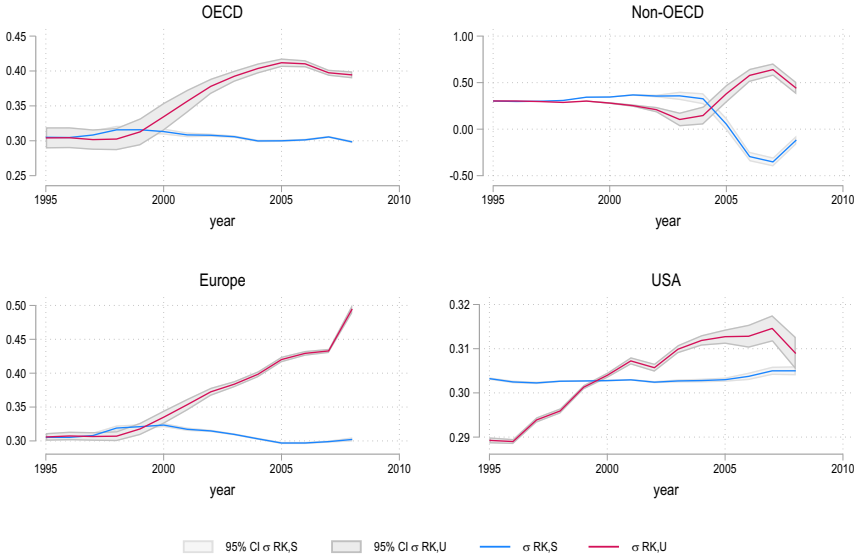 OECD
0.45
0.40
0.35
0.30
0.25
1995 2000 2005 2010
year
Non-OECD
1.00
0.50
0.00
-0.50
1995 2000 2005 2010
year
Europe
0.50
0.45
0.40
0.35
0.30
1995 2000 2005 2010
year
USA
0.32
0.31
0.30
0.29
1995 2000 2005 2010
year
95% CI σ RK,S 95% CI σ RK,U σ RK,S σ RK,U